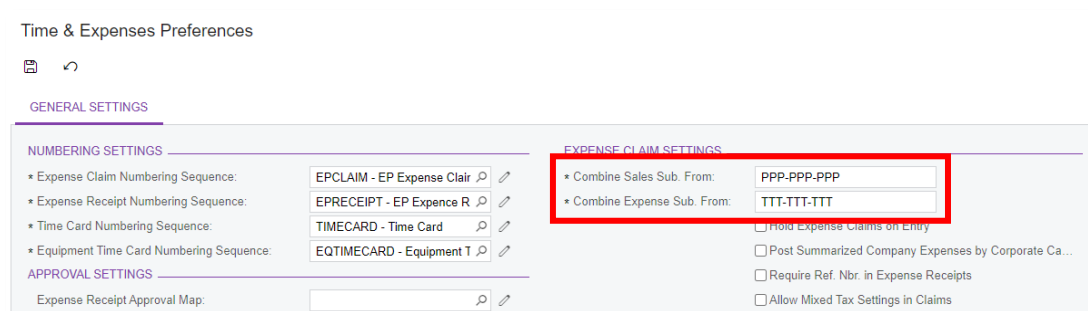 Time & Expenses Preferences
GENERAL SETTINGS
NUMBERING SETTINGS
* Expense Claim Numbering Sequence: EPCLAIM - EP Expense Clair
* Expense Receipt Numbering Sequence: EPRECEIPT - EP Expence R
* Time Card Numbering Sequence: TIMECARD - Time Card
* Equipment Time Card Numbering Sequence: EQTIMECARD - Equipment T
APPROVAL SETTINGS
Expense Receipt Approval Map:
EXPENSE CLAIM SETTINGS
* Combine Sales Sub. From: PPP-PPP-PPP
* Combine Expense Sub. From: TTT-TTT-TTT
Hold Expense Claims on Entry
Post Summarized Company Expenses by Corporate Ca...
Require Ref. Nbr. in Expense Receipts
Allow Mixed Tax Settings in Claims